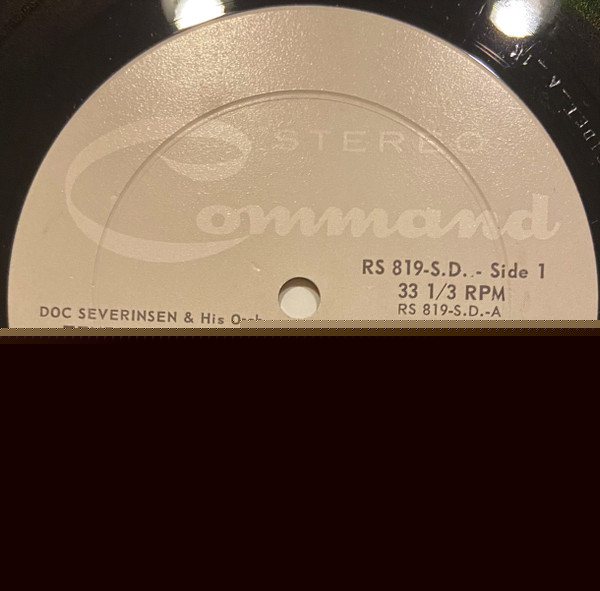 STEREO
Command
RS 819-S.D. - Side 1
33 1/3 RPM
RS 819-S.D.-A
DOC SEVERINSEN & His